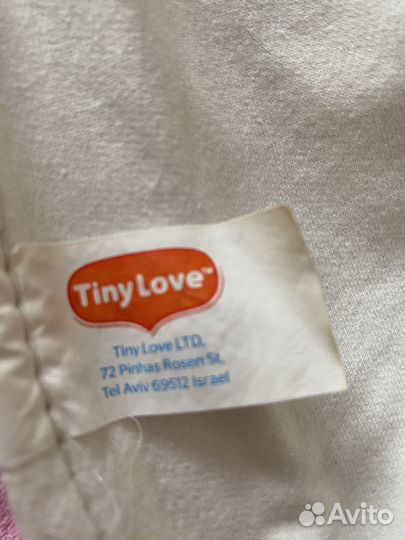 Tiny Love™
Tiny Love LTD,
72 Pinhas Rosen St,
Tel Aviv 69512 Israel
Avito